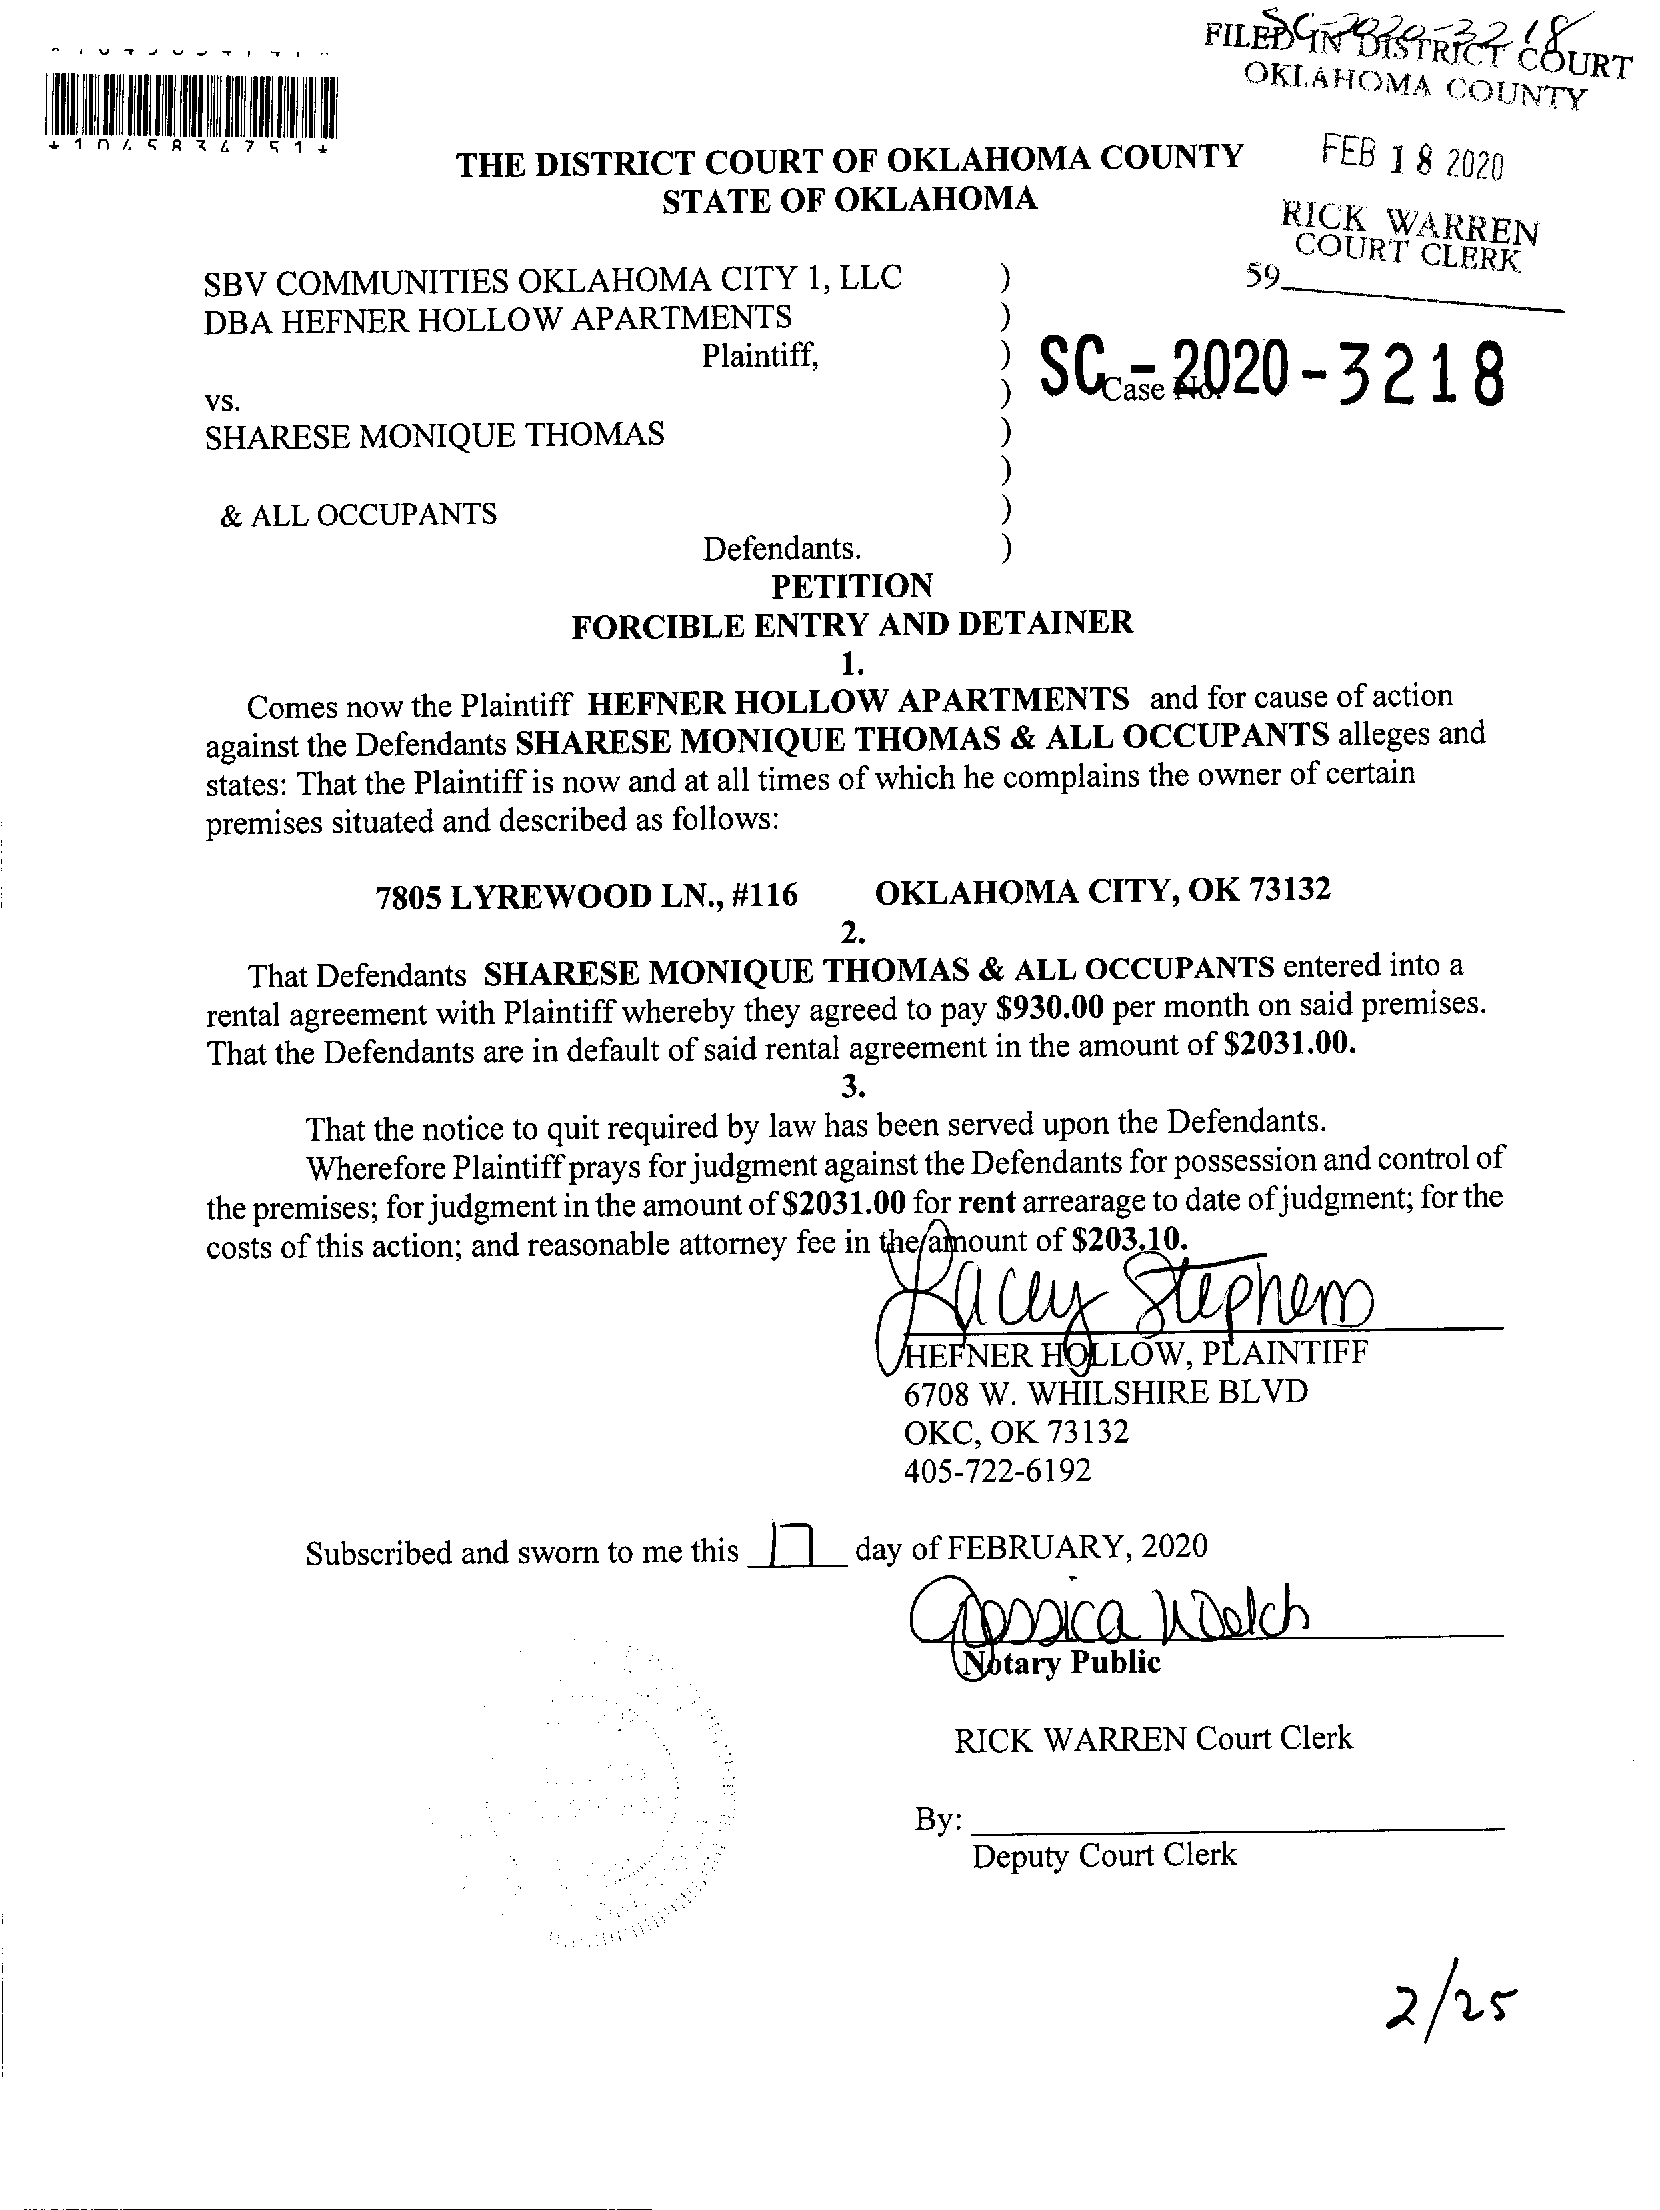 SC-2020-3218
FILED IN DISTRICT COURT
OKLAHOMA COUNTY
*1045834751*
FEB 18 2020
THE DISTRICT COURT OF OKLAHOMA COUNTY
STATE OF OKLAHOMA
RICK WARREN
COURT CLERK
59
SBV COMMUNITIES OKLAHOMA CITY 1, LLC )
DBA HEFNER HOLLOW APARTMENTS )
Plaintiff, )
SC-2020-3218
) Case No.
vs.
SHARESE MONIQUE THOMAS )
)
& ALL OCCUPANTS )
Defendants. )
PETITION
FORCIBLE ENTRY AND DETAINER
1.
Comes now the Plaintiff HEFNER HOLLOW APARTMENTS and for cause of action
against the Defendants SHARESE MONIQUE THOMAS & ALL OCCUPANTS alleges and
states: That the Plaintiff is now and at all times of which he complains the owner of certain
premises situated and described as follows:
7805 LYREWOOD LN., #116 OKLAHOMA CITY, OK 73132
2.
That Defendants SHARESE MONIQUE THOMAS & ALL OCCUPANTS entered into a
rental agreement with Plaintiff whereby they agreed to pay $930.00 per month on said premises.
That the Defendants are in default of said rental agreement in the amount of $2031.00.
3.
That the notice to quit required by law has been served upon the Defendants.
Wherefore Plaintiff prays for judgment against the Defendants for possession and control of
the premises; for judgment in the amount of $2031.00 for rent arrearage to date of judgment; for the
costs of this action; and reasonable attorney fee in the amount of $203.10.
Lacey Stephens
HEFNER HOLLOW, PLAINTIFF
6708 W. WHILSHIRE BLVD
OKC, OK 73132
405-722-6192
Subscribed and sworn to me this 17 day of FEBRUARY, 2020
Jessica Welch
Notary Public
RICK WARREN Court Clerk
By:
Deputy Court Clerk
2/25